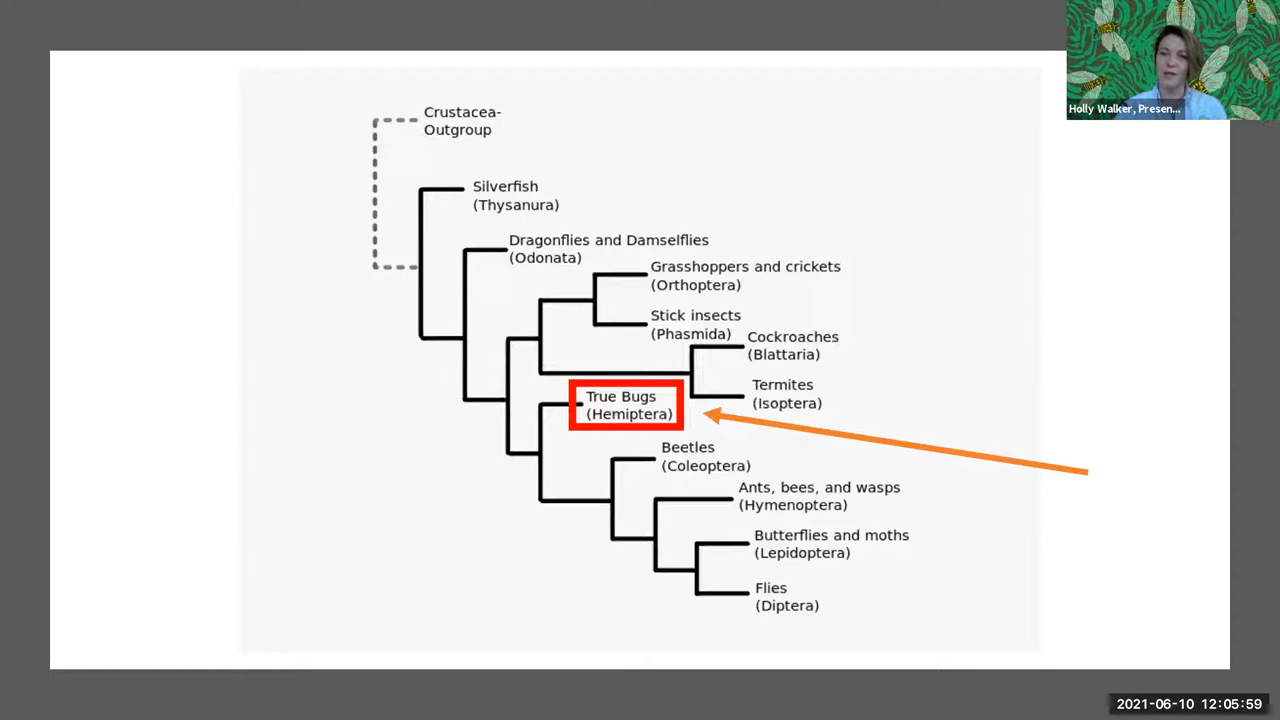 Crustacea-
Outgroup
Silverfish
(Thysanura)
Dragonflies and Damselflies
(Odonata)
Grasshoppers and crickets
(Orthoptera)
Stick insects
(Phasmida)
Cockroaches
(Blattaria)
Termites
(Isoptera)
True Bugs
(Hemiptera)
Beetles
(Coleoptera)
Ants, bees, and wasps
(Hymenoptera)
Butterflies and moths
(Lepidoptera)
Flies
(Diptera)
Holly Walker, Presen...
2021-06-10 12:05:59